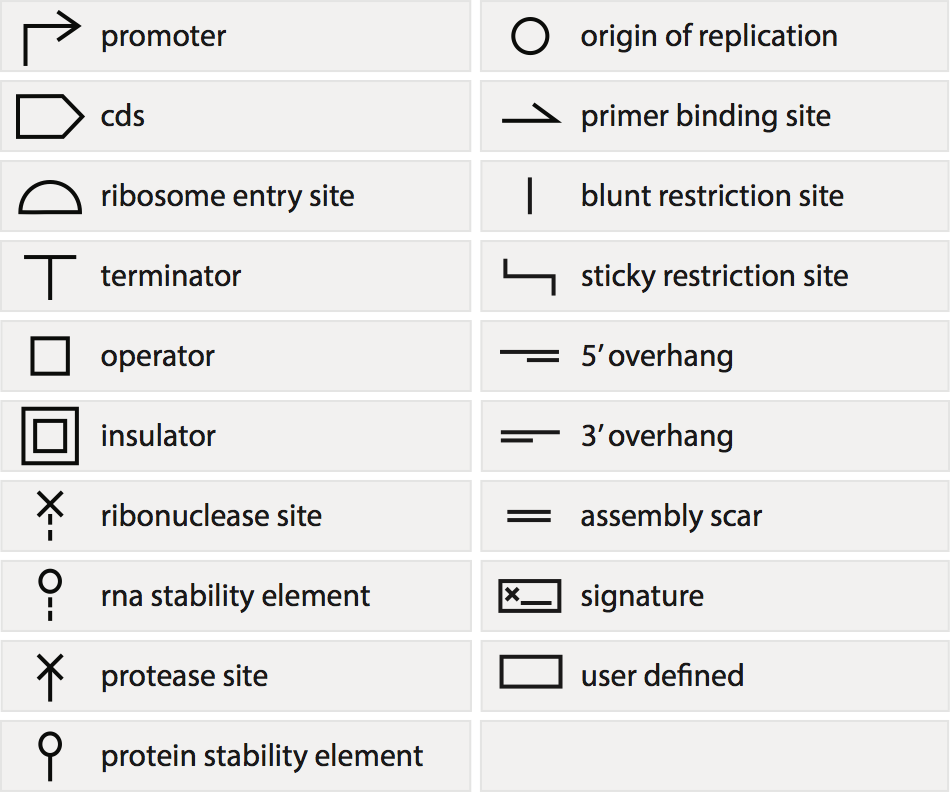 promoter
cds
ribosome entry site
terminator
operator
insulator
ribonuclease site
rna stability element
protease site
protein stability element
origin of replication
primer binding site
blunt restriction site
sticky restriction site
5’ overhang
3’ overhang
assembly scar
signature
user defined